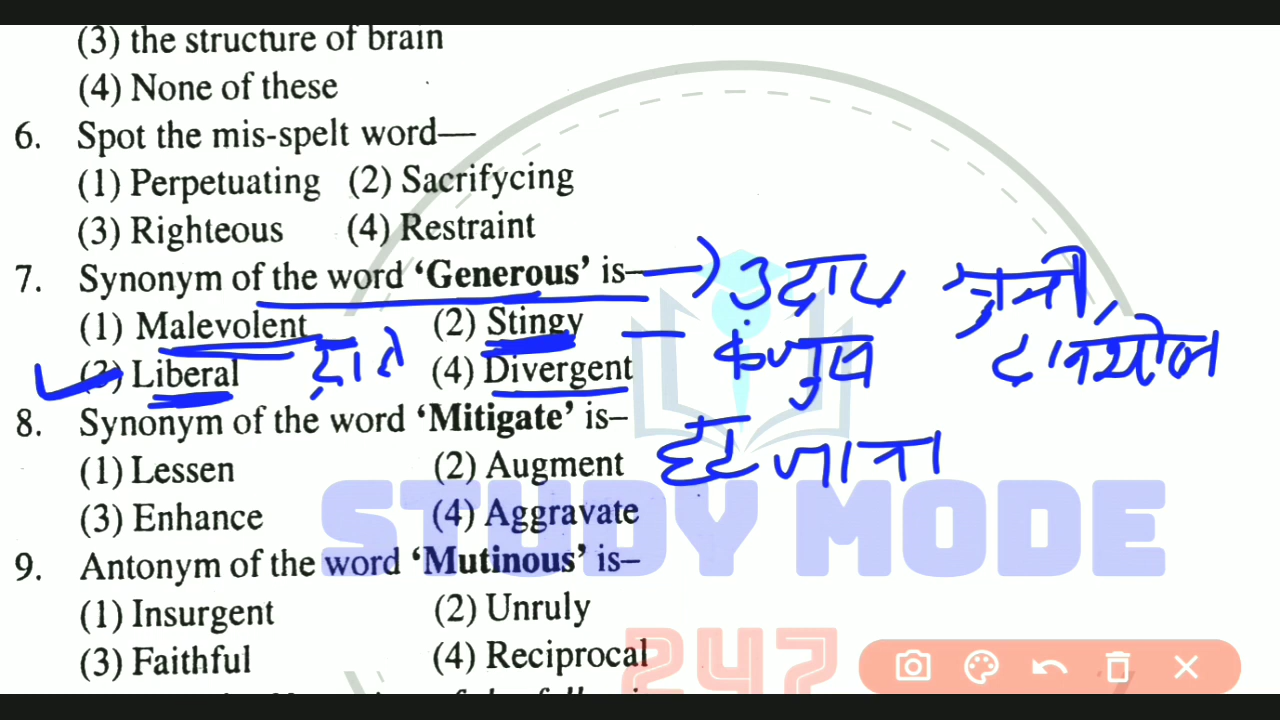 (3) the structure of brain
(4) None of these
6. Spot the mis-spelt word—
(1) Perpetuating (2) Sacrifycing
(3) Righteous (4) Restraint
7. Synonym of the word ‘Generous’ is– उदार
(1) Malevolent (2) Stingy कंजुस दानशील
(3) Liberal (4) Divergent
8. Synonym of the word ‘Mitigate’ is–
हट जाना
(1) Lessen (2) Augment
(3) Enhance (4) Aggravate
STUDY MODE
9. Antonym of the word ‘Mutinous’ is–
(1) Insurgent (2) Unruly
(3) Faithful (4) Reciprocal
247